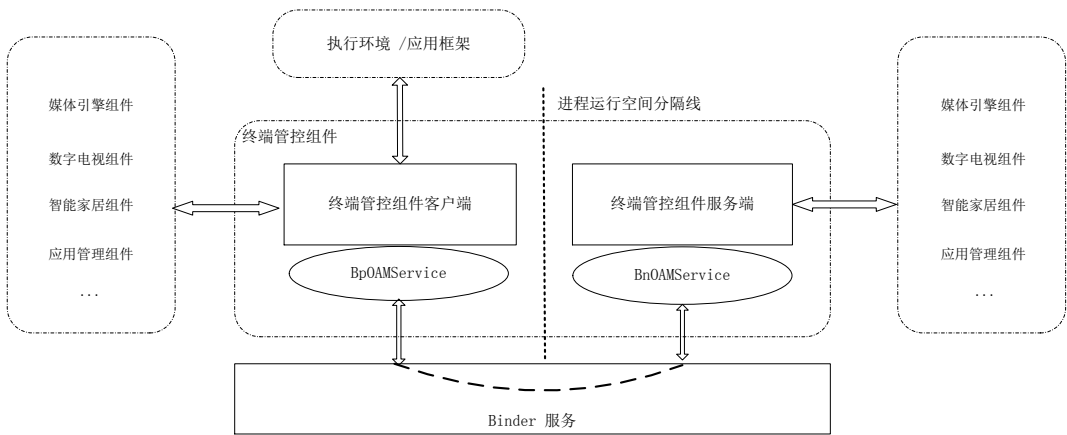 执行环境 /应用框架
进程运行空间分隔线
终端管控组件
媒体引擎组件
数字电视组件
智能家居组件
应用管理组件
...
终端管控组件客户端
BpOAMService
终端管控组件服务端
BnOAMService
媒体引擎组件
数字电视组件
智能家居组件
应用管理组件
...
Binder 服务